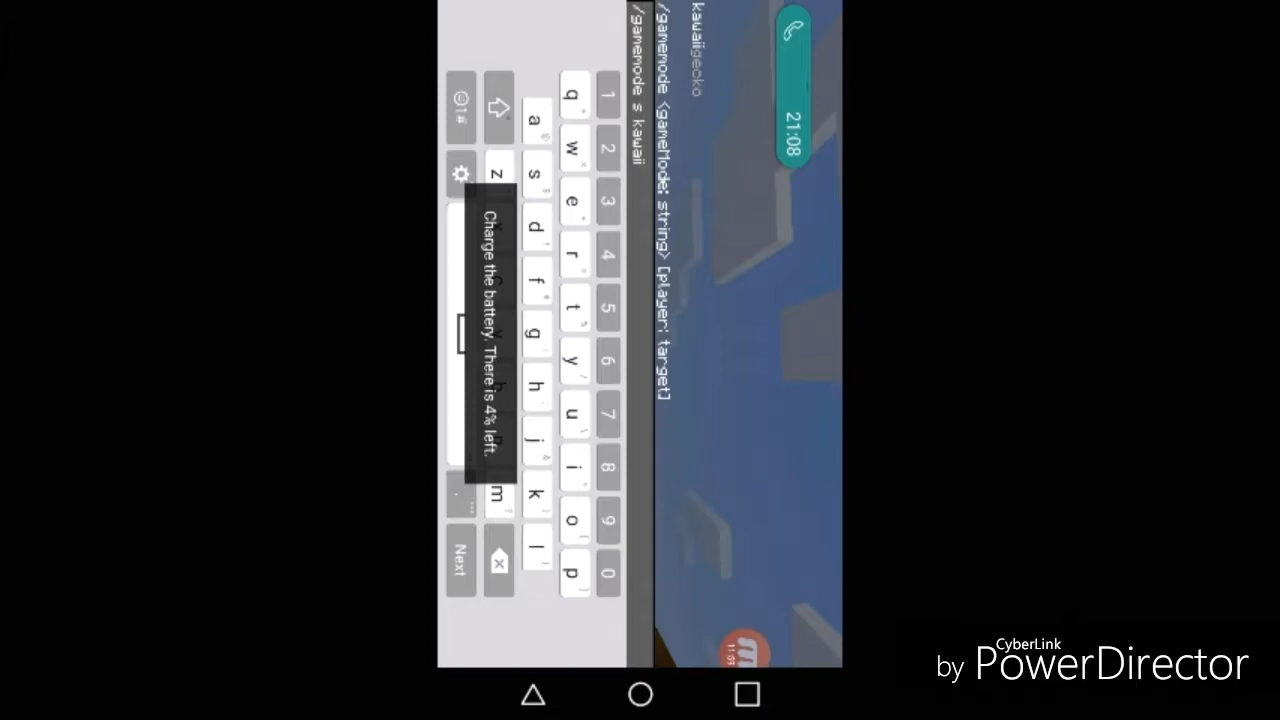 21:08
kawaiigecko
/gamemode <gameMode: string> [player: target]
/gamemode s kawaii
1 2 3 4 5 6 7 8 9 0
q w e r t y u i o p
a s d f g h j k l
z m
Charge the battery. There is 4% left.
Next
CyberLink
by PowerDirector